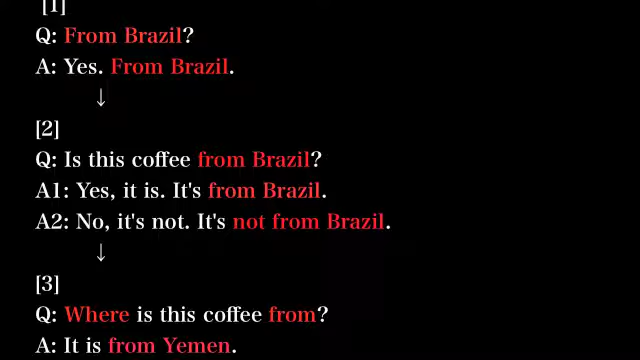 [1]
Q: From Brazil?
A: Yes. From Brazil.
↓
[2]
Q: Is this coffee from Brazil?
A1: Yes, it is. It's from Brazil.
A2: No, it's not. It's not from Brazil.
↓
[3]
Q: Where is this coffee from?
A: It is from Yemen.